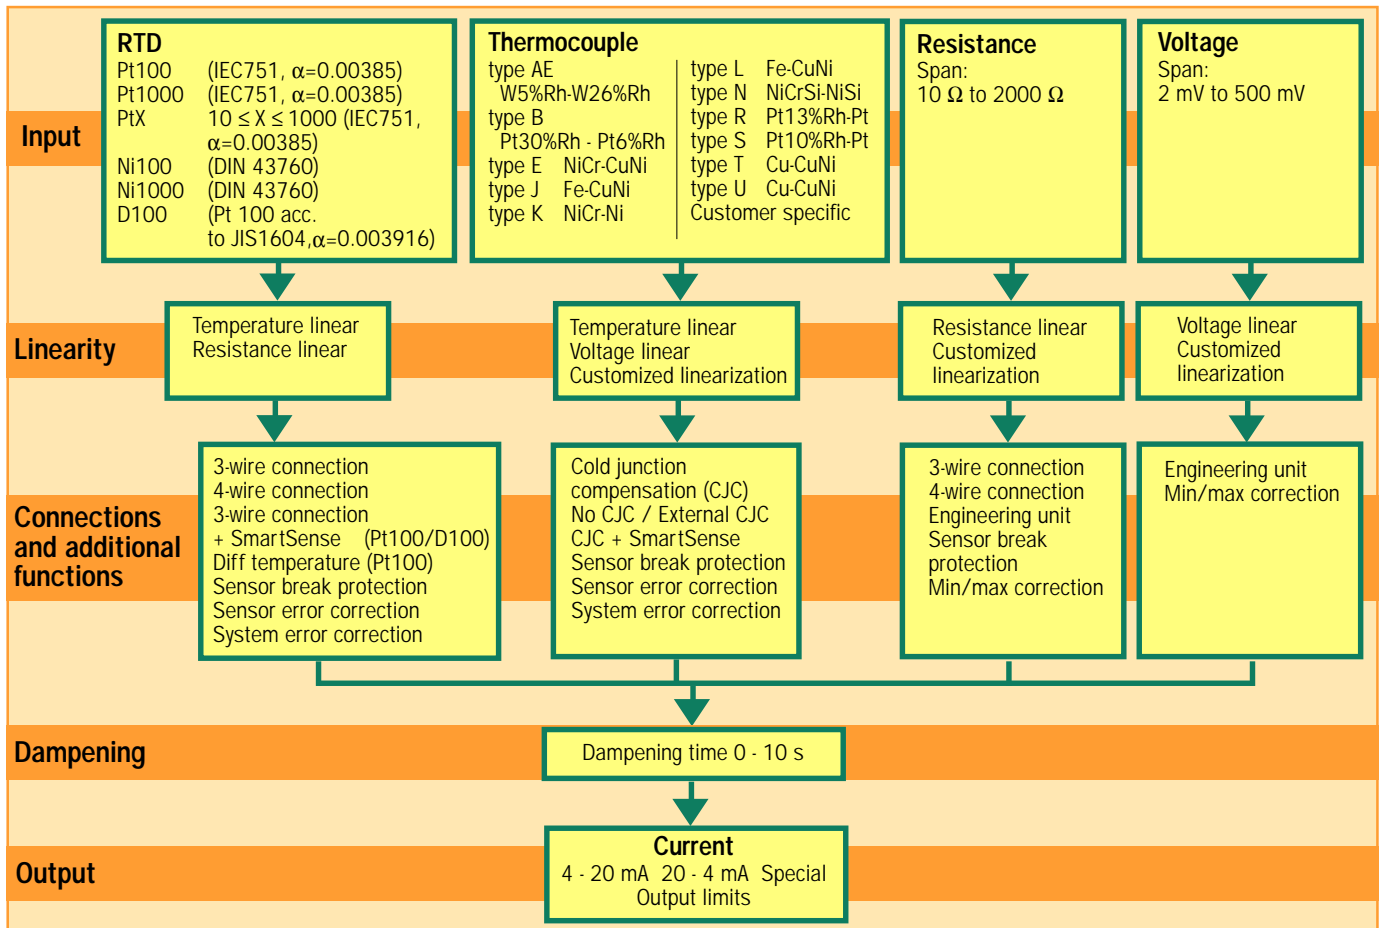 Input
RTD
Pt100 (IEC751, α=0.00385)
Pt1000 (IEC751, α=0.00385)
PtX 10 ≤ X ≤ 1000 (IEC751,
α=0.00385)
Ni100 (DIN 43760)
Ni1000 (DIN 43760)
D100 (Pt 100 acc.
to JIS1604,α=0.003916)
Thermocouple
type AE
W5%Rh-W26%Rh
type B
Pt30%Rh - Pt6%Rh
type E NiCr-CuNi
type J Fe-CuNi
type K NiCr-Ni
type L Fe-CuNi
type N NiCrSi-NiSi
type R Pt13%Rh-Pt
type S Pt10%Rh-Pt
type T Cu-CuNi
type U Cu-CuNi
Customer specific
Resistance
Span:
10 Ω to 2000 Ω
Voltage
Span:
2 mV to 500 mV
Linearity
Temperature linear
Resistance linear
Temperature linear
Voltage linear
Customized linearization
Resistance linear
Customized
linearization
Voltage linear
Customized
linearization
Connections
and additional
functions
3-wire connection
4-wire connection
3-wire connection
+ SmartSense (Pt100/D100)
Diff temperature (Pt100)
Sensor break protection
Sensor error correction
System error correction
Cold junction
compensation (CJC)
No CJC / External CJC
CJC + SmartSense
Sensor break protection
Sensor error correction
System error correction
3-wire connection
4-wire connection
Engineering unit
Sensor break
protection
Min/max correction
Engineering unit
Min/max correction
Dampening
Dampening time 0 - 10 s
Output
Current
4 - 20 mA 20 - 4 mA Special
Output limits